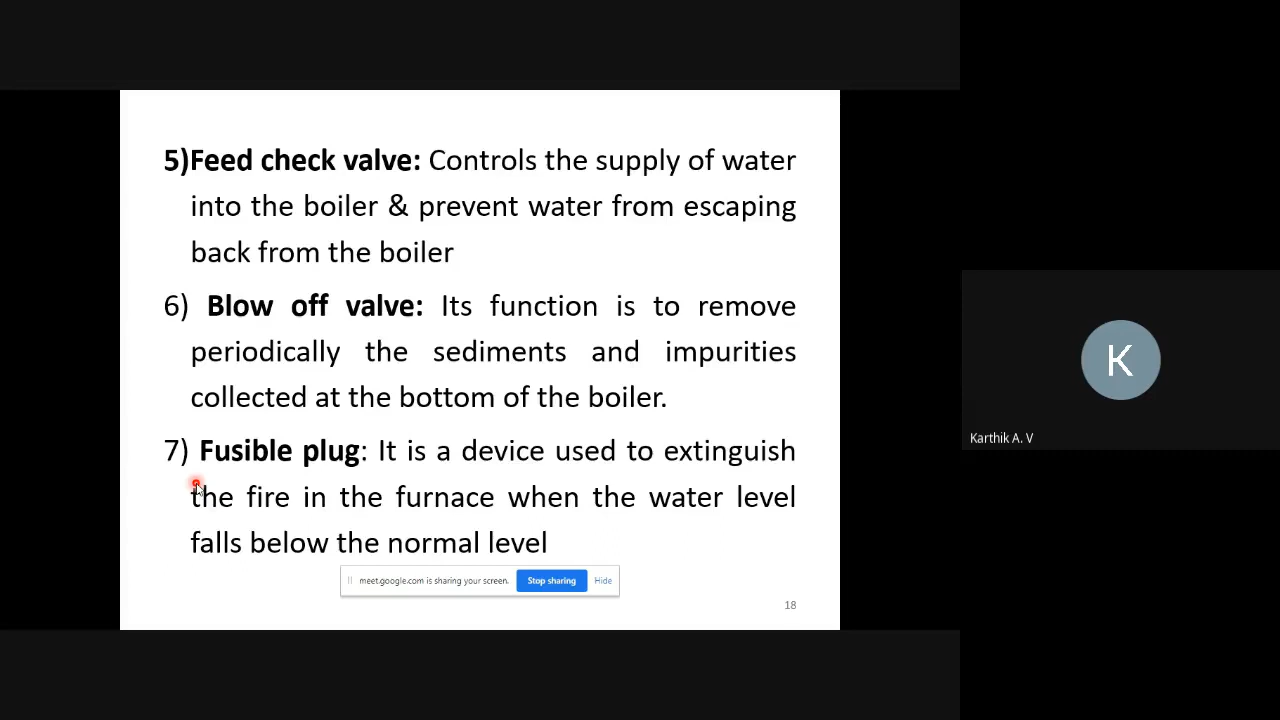 5)Feed check valve: Controls the supply of water
into the boiler & prevent water from escaping
back from the boiler
6) Blow off valve: Its function is to remove
periodically the sediments and impurities
collected at the bottom of the boiler.
7) Fusible plug: It is a device used to extinguish
the fire in the furnace when the water level
falls below the normal level
meet.google.com is sharing your screen. Stop sharing Hide
18
K
Karthik A. V